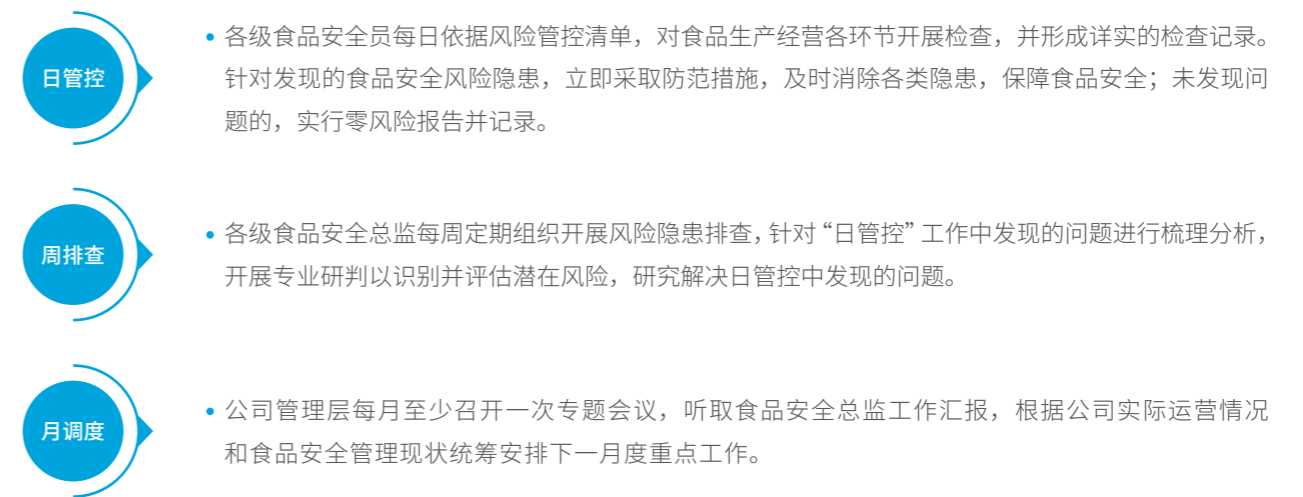 日管控
• 各级食品安全员每日依据风险管控清单，对食品生产经营各环节开展检查，并形成详实的检查记录。
针对发现的食品安全风险隐患，立即采取防范措施，及时消除各类隐患，保障食品安全；未发现问
题的，实行零风险报告并记录。
周排查
• 各级食品安全总监每周定期组织开展风险隐患排查，针对“日管控”工作中发现的问题进行梳理分析，
开展专业研判以识别并评估潜在风险，研究解决日管控中发现的问题。
月调度
• 公司管理层每月至少召开一次专题会议，听取食品安全总监工作汇报，根据公司实际运营情况
和食品安全管理现状统筹安排下一月度重点工作。